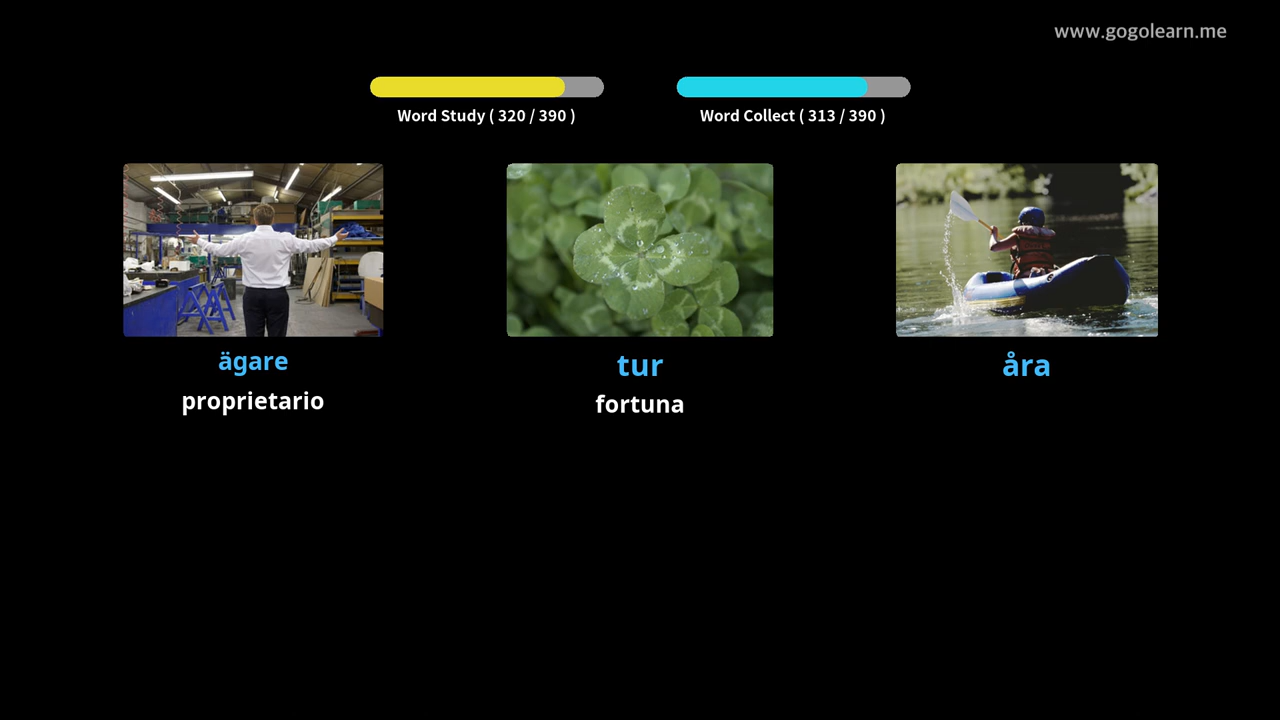 www.gogolearn.me
Word Study ( 320 / 390 )
Word Collect ( 313 / 390 )
ägare
tur
åra
proprietario
fortuna